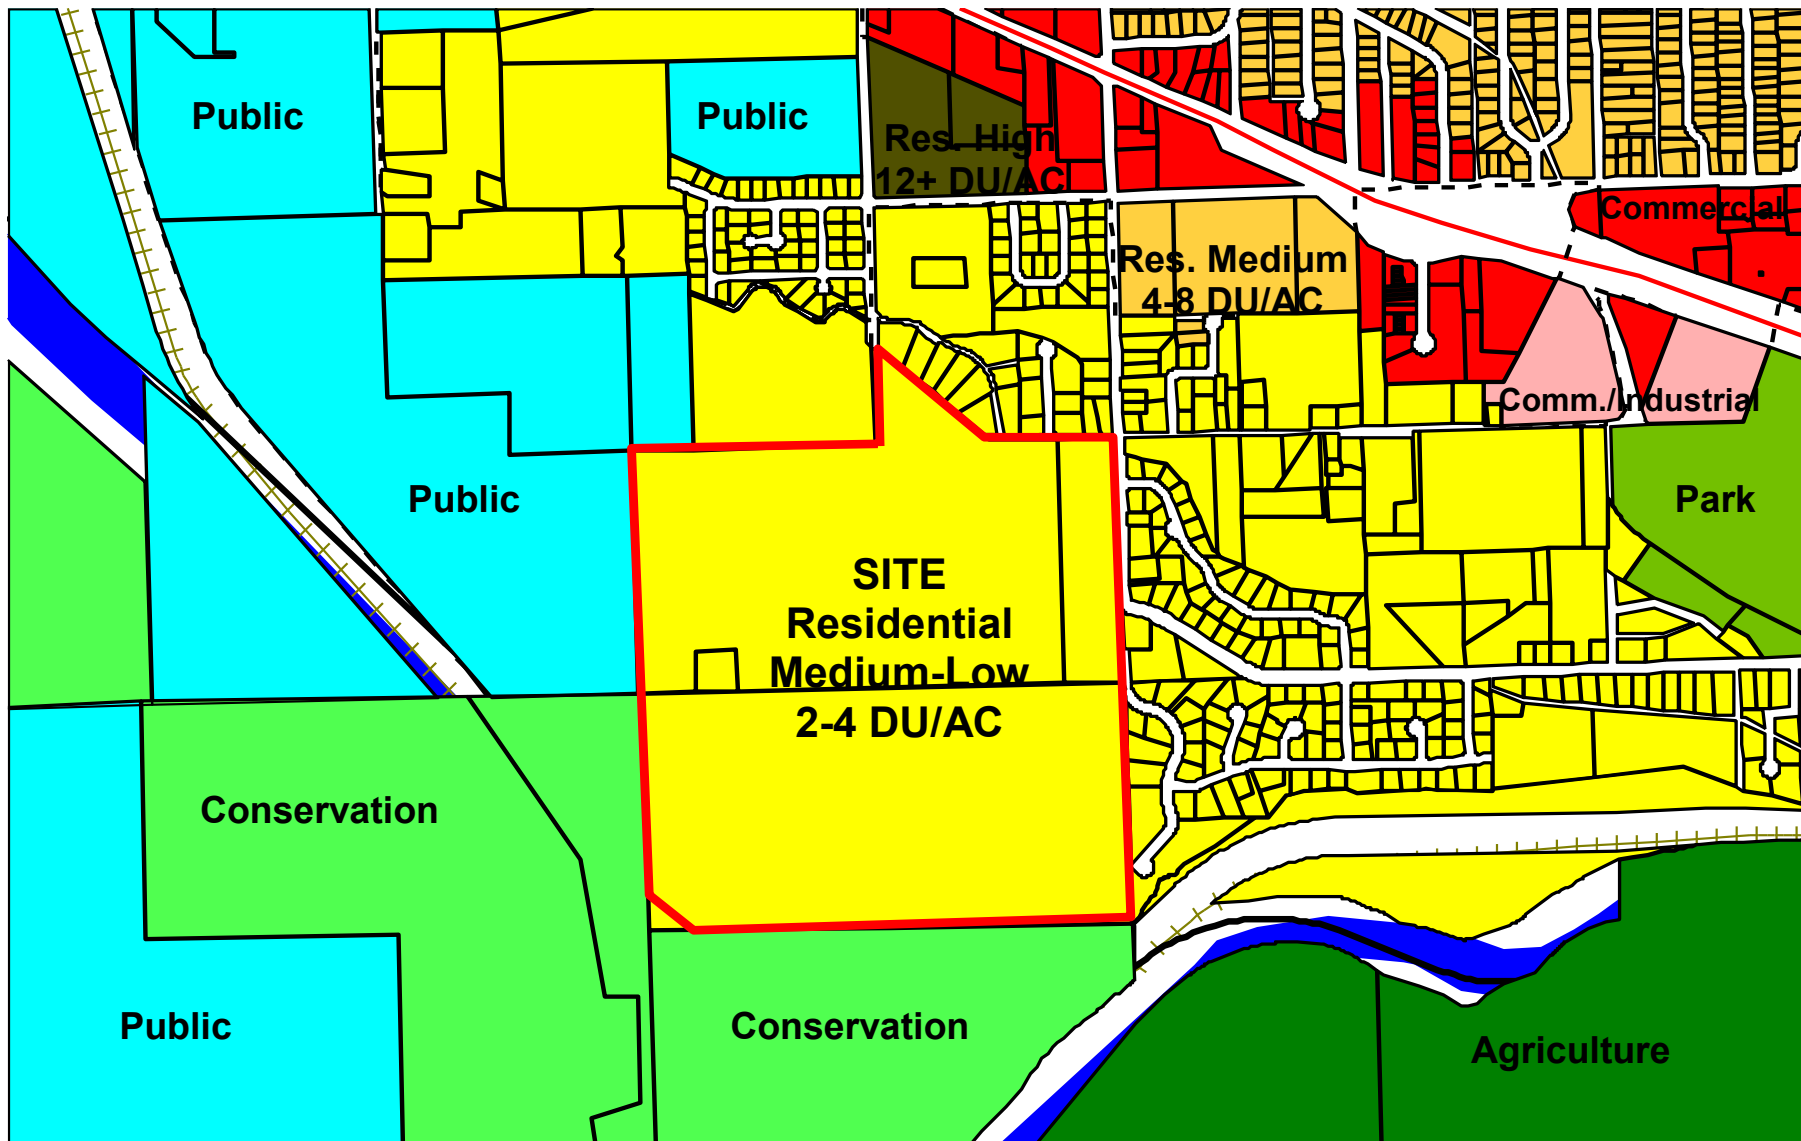 Public
Public
Res. High
12+ DU/AC
Commercial
Res. Medium
4-8 DU/AC
Comm./Industrial
Public
Park
SITE
Residential
Medium-Low
2-4 DU/AC
Conservation
Public
Conservation
Agriculture